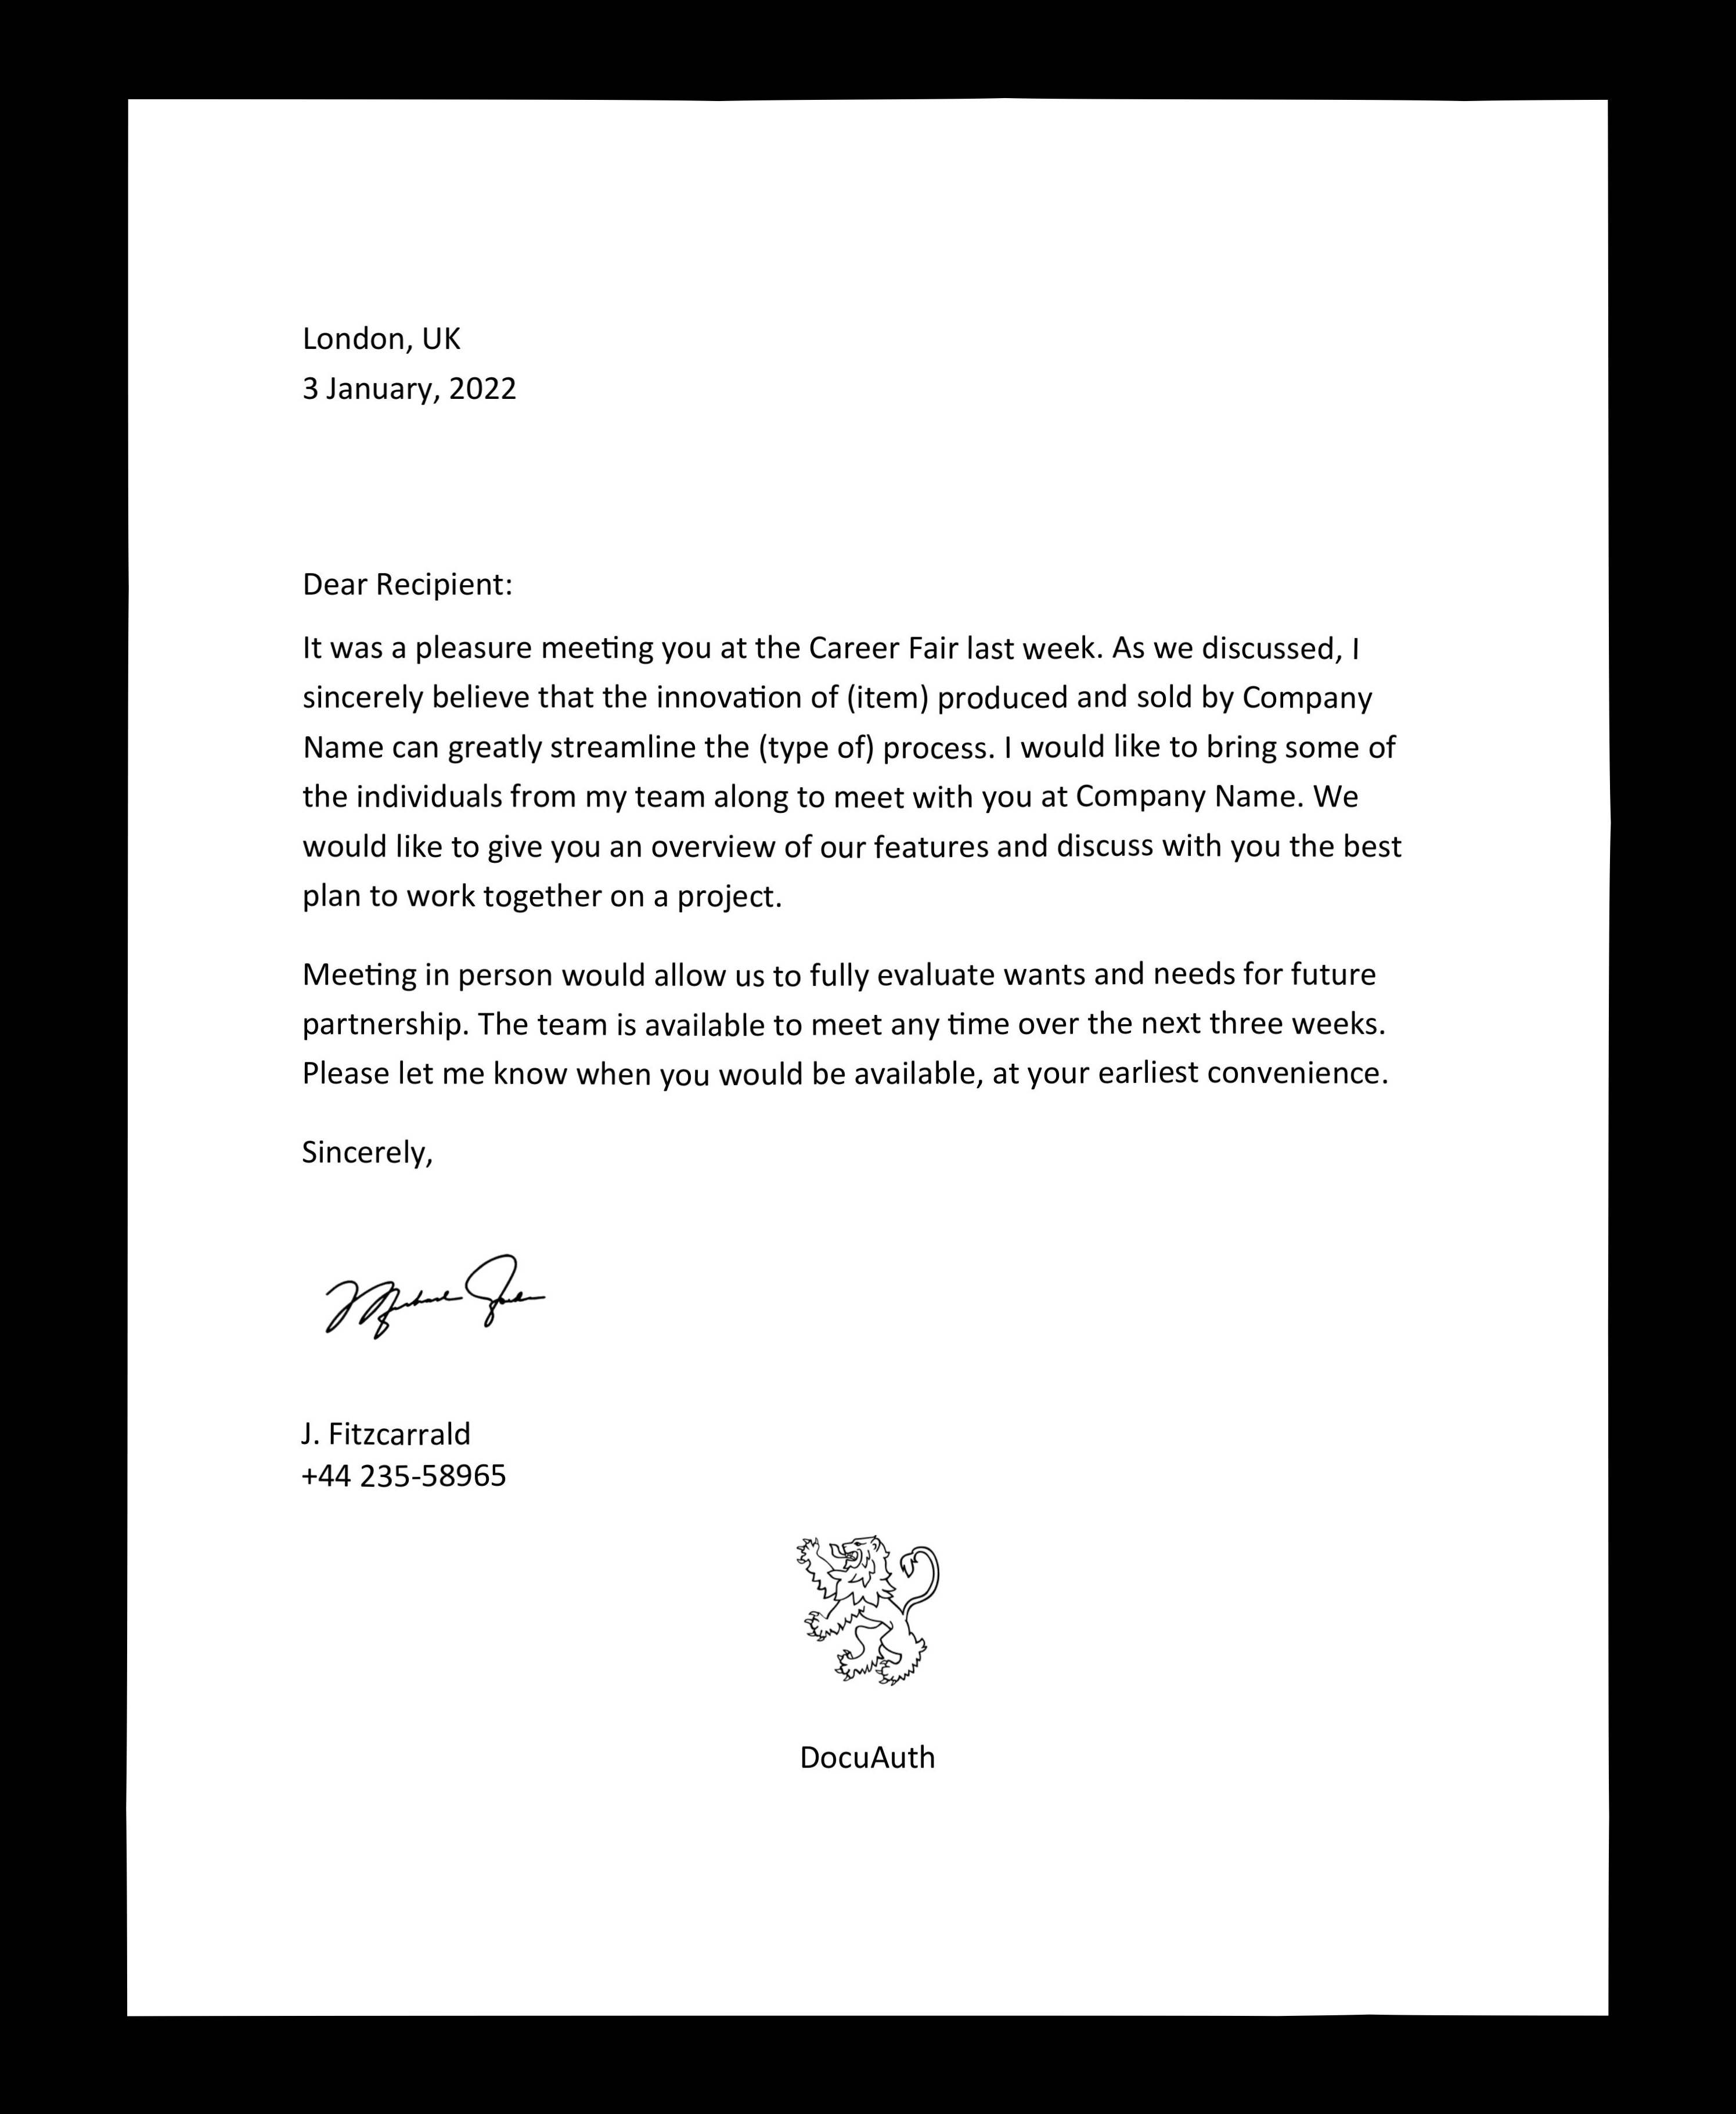 London, UK
3 January, 2022
Dear Recipient:
It was a pleasure meeting you at the Career Fair last week. As we discussed, I
sincerely believe that the innovation of (item) produced and sold by Company
Name can greatly streamline the (type of) process. I would like to bring some of
the individuals from my team along to meet with you at Company Name. We
would like to give you an overview of our features and discuss with you the best
plan to work together on a project.
Meeting in person would allow us to fully evaluate wants and needs for future
partnership. The team is available to meet any time over the next three weeks.
Please let me know when you would be available, at your earliest convenience.
Sincerely,
J. Fitzcarrald
+44 235-58965
DocuAuth